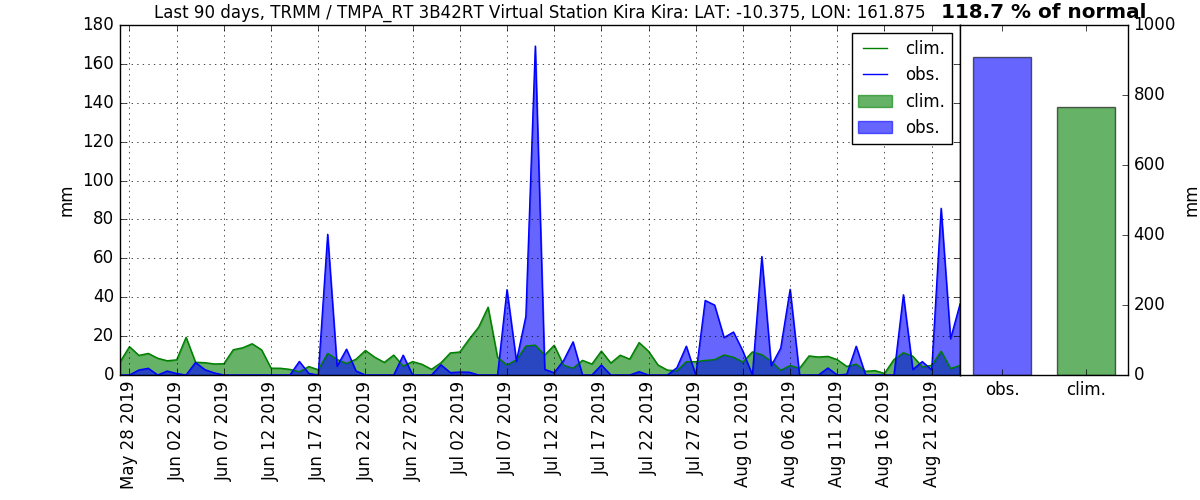 Last 90 days, TRMM / TMPA_RT 3B42RT Virtual Station Kira Kira: LAT: -10.375, LON: 161.875
118.7 % of normal
180
160
140
120
100
80
60
40
20
0
mm
clim.
obs.
clim.
obs.
1000
800
600
400
200
0
mm
obs.
clim.
May 28 2019
Jun 02 2019
Jun 07 2019
Jun 12 2019
Jun 17 2019
Jun 22 2019
Jun 27 2019
Jul 02 2019
Jul 07 2019
Jul 12 2019
Jul 17 2019
Jul 22 2019
Jul 27 2019
Aug 01 2019
Aug 06 2019
Aug 11 2019
Aug 16 2019
Aug 21 2019